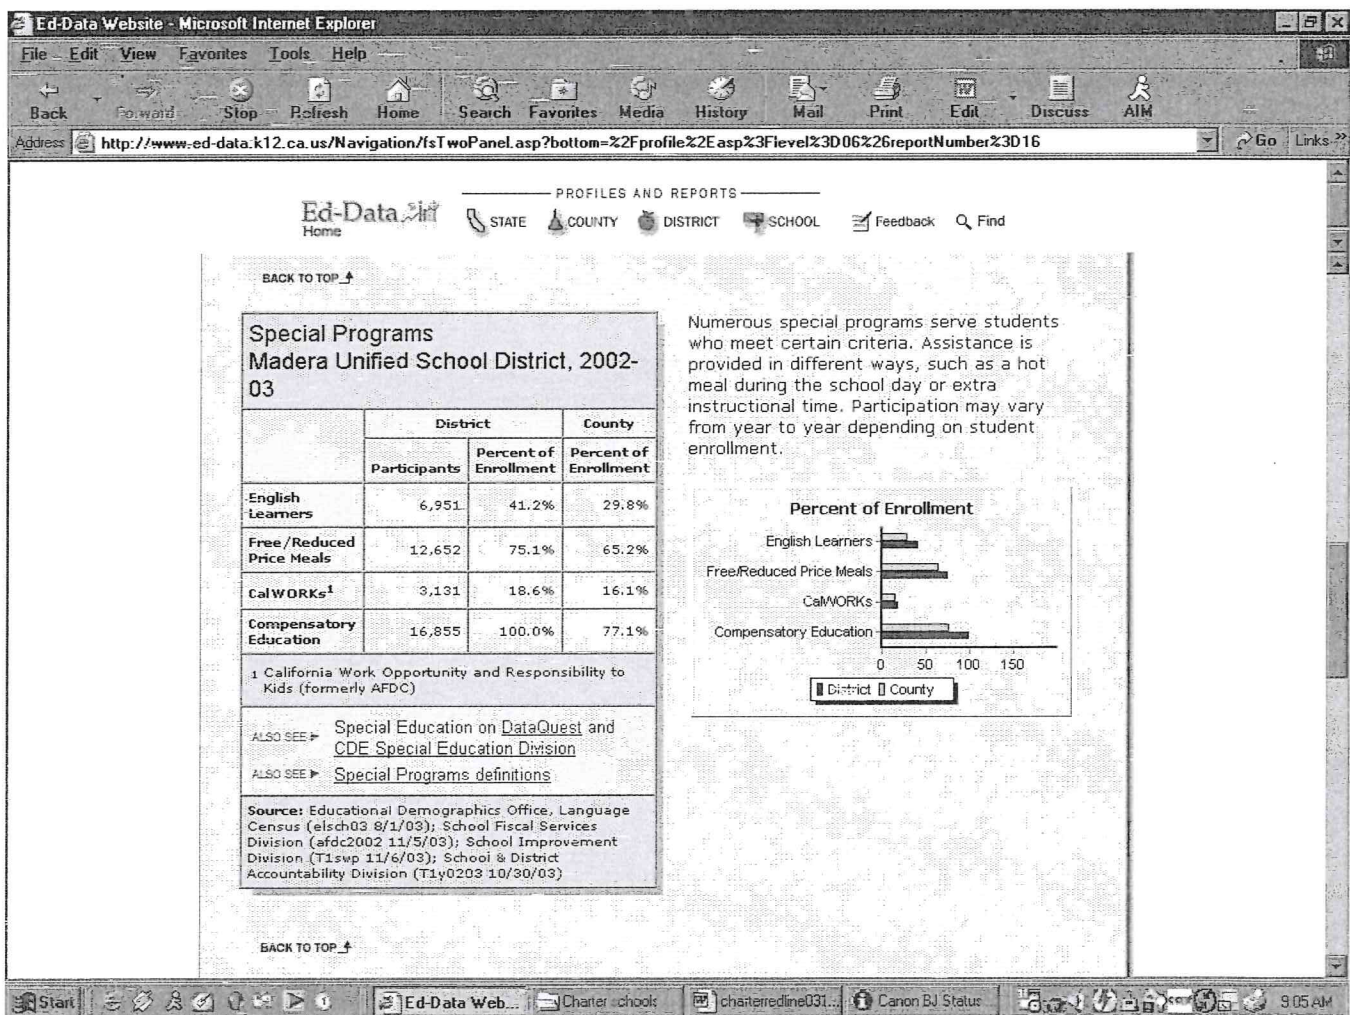 Ed-Data Website - Microsoft Internet Explorer
File Edit View Favorites Tools Help
Back Forward Stop Refresh Home Search Favorites Media History Mail Print Edit Discuss AIM
Address http://www.ed-data.k12.ca.us/Navigation/fsTwoPanel.asp?bottom=%2Fprofile%2Easp%3Flevel%3D06%26reportNumber%3D16 Go Links »
PROFILES AND REPORTS
Ed-Data
Home
STATE COUNTY DISTRICT SCHOOL Feedback Find
BACK TO TOP
Special Programs
Madera Unified School District, 2002-
03
District County
Participants Percent of Enrollment Percent of Enrollment
English Learners 6,951 41.2% 29.8%
Free/Reduced Price Meals 12,652 75.1% 65.2%
CalWORKs1 3,131 18.6% 16.1%
Compensatory Education 16,855 100.0% 77.1%
1 California Work Opportunity and Responsibility to
Kids (formerly AFDC)
ALSO SEE Special Education on DataQuest and
CDE Special Education Division
ALSO SEE Special Programs definitions
Source: Educational Demographics Office, Language
Census (elsch03 8/1/03); School Fiscal Services
Division (afdc2002 11/5/03); School Improvement
Division (T1swp 11/6/03); School & District
Accountability Division (T1y0203 10/30/03)
Numerous special programs serve students
who meet certain criteria. Assistance is
provided in different ways, such as a hot
meal during the school day or extra
instructional time. Participation may vary
from year to year depending on student
enrollment.
Percent of Enrollment
English Learners
Free/Reduced Price Meals
CalWORKs
Compensatory Education
0 50 100 150
District County
BACK TO TOP
Start Ed-Data Web... Charter schools charterredline031... Canon BJ Status 9:05 AM